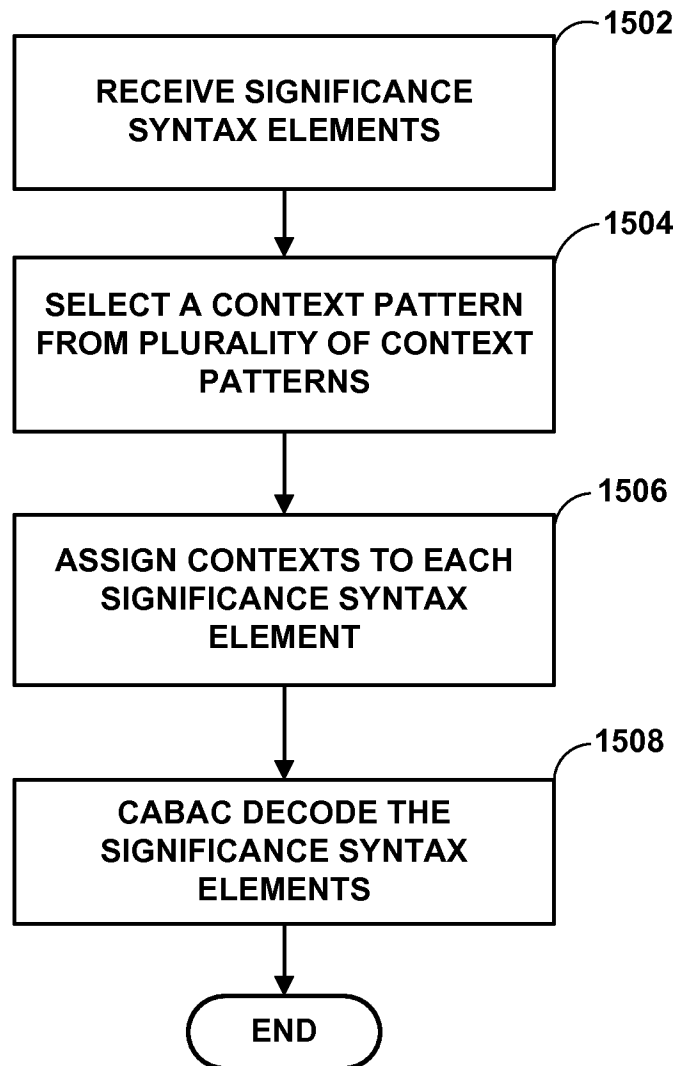 1502
RECEIVE SIGNIFICANCE
SYNTAX ELEMENTS
1504
SELECT A CONTEXT PATTERN
FROM PLURALITY OF CONTEXT
PATTERNS
1506
ASSIGN CONTEXTS TO EACH
SIGNIFICANCE SYNTAX
ELEMENT
1508
CABAC DECODE THE
SIGNIFICANCE SYNTAX
ELEMENTS
END